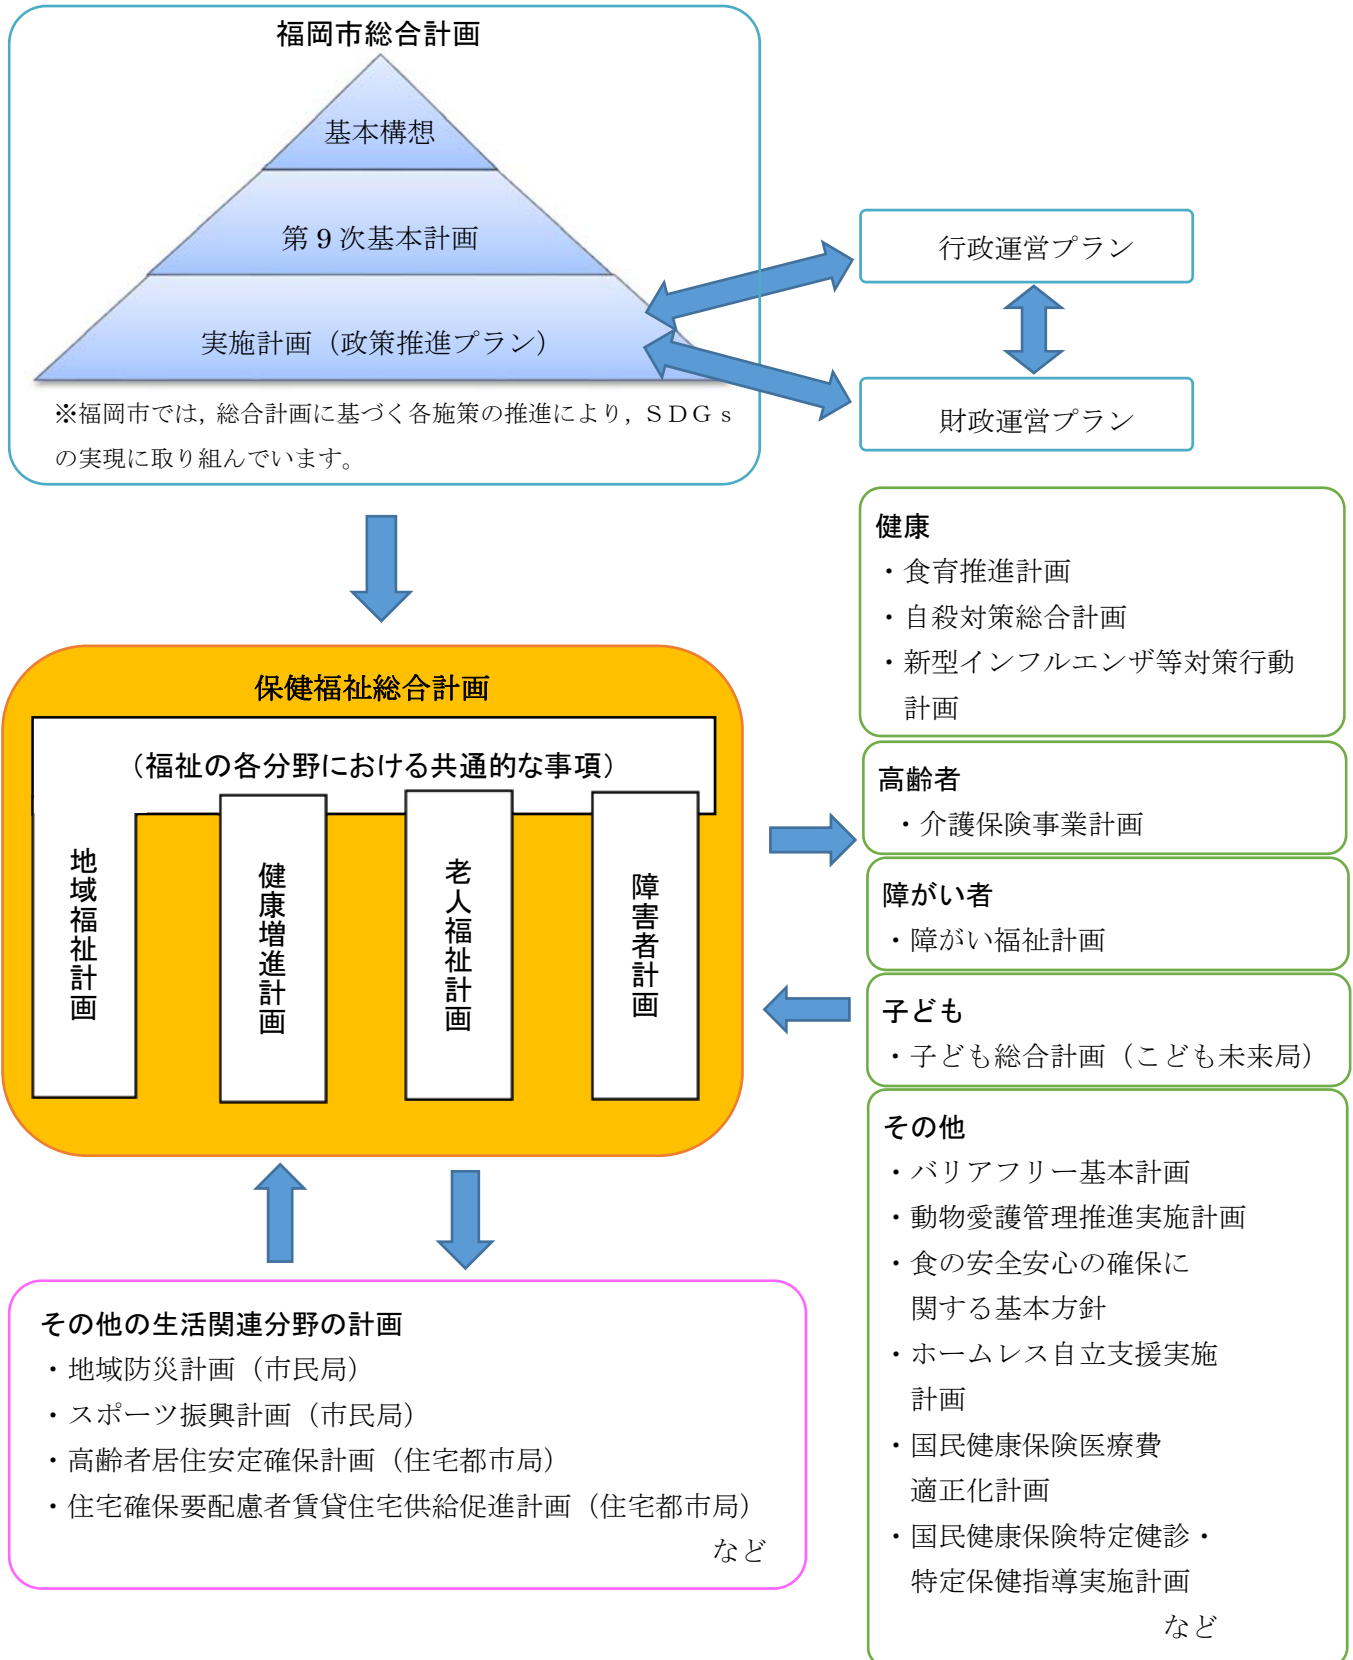 福岡市総合計画
基本構想
第9次基本計画
実施計画（政策推進プラン）
※福岡市では，総合計画に基づく各施策の推進により，ＳＤＧｓ
の実現に取り組んでいます。
行政運営プラン
財政運営プラン
保健福祉総合計画
（福祉の各分野における共通的な事項）
地域福祉計画
健康増進計画
老人福祉計画
障害者計画
健康
・食育推進計画
・自殺対策総合計画
・新型インフルエンザ等対策行動
計画
高齢者
・介護保険事業計画
障がい者
・障がい福祉計画
子ども
・子ども総合計画（こども未来局）
その他
・バリアフリー基本計画
・動物愛護管理推進実施計画
・食の安全安心の確保に
関する基本方針
・ホームレス自立支援実施
計画
・国民健康保険医療費
適正化計画
・国民健康保険特定健診・
特定保健指導実施計画
など
その他の生活関連分野の計画
・地域防災計画（市民局）
・スポーツ振興計画（市民局）
・高齢者居住安定確保計画（住宅都市局）
・住宅確保要配慮者賃貸住宅供給促進計画（住宅都市局）
など